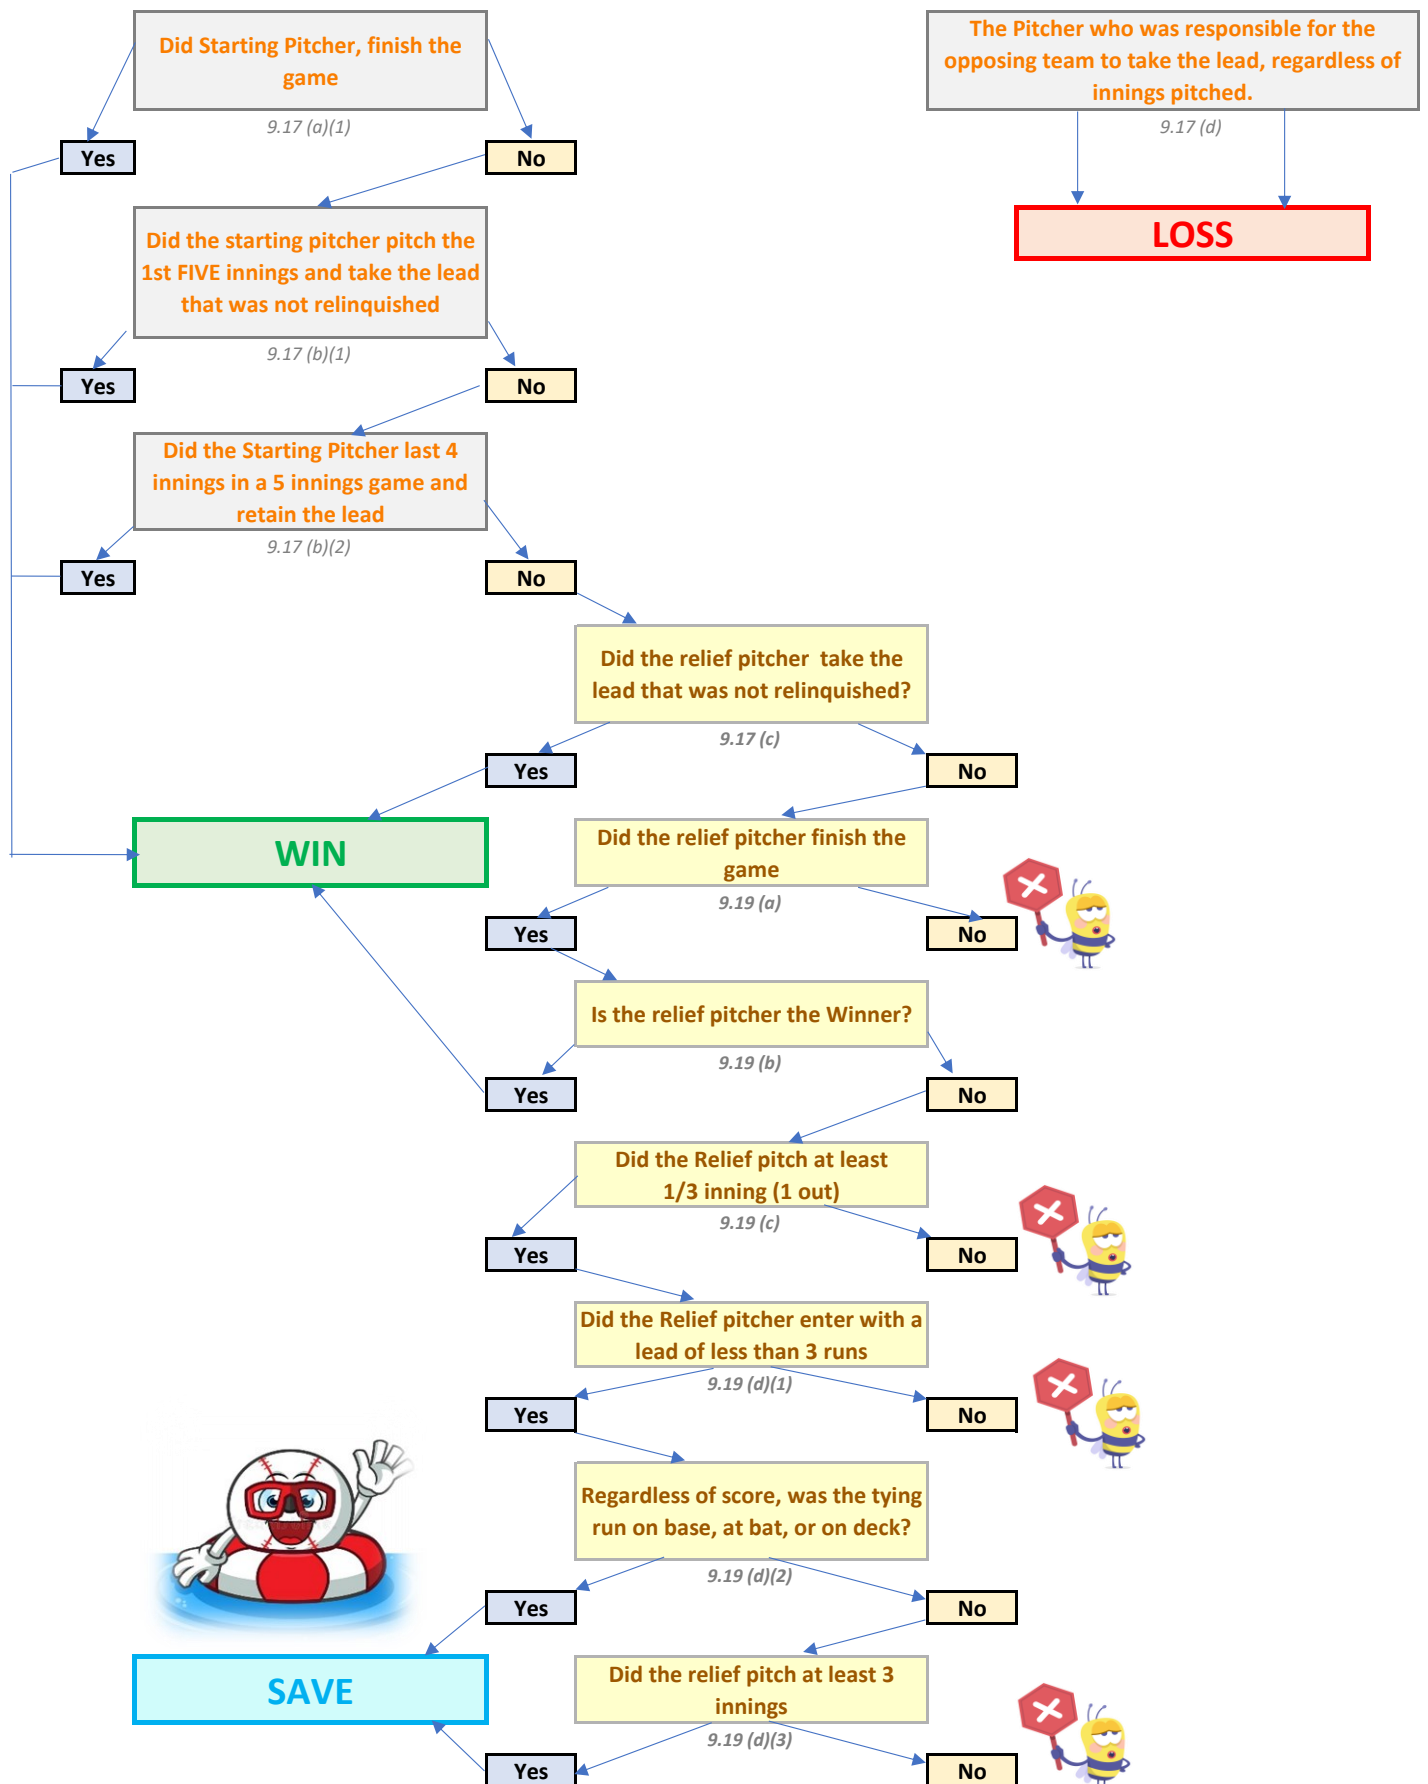 Did Starting Pitcher, finish the
game
9.17 (a)(1)
Yes
No
The Pitcher who was responsible for the
opposing team to take the lead, regardless of
innings pitched.
9.17 (d)
LOSS
Did the starting pitcher pitch the
1st FIVE innings and take the lead
that was not relinquished
9.17 (b)(1)
Yes
No
Did the Starting Pitcher last 4
innings in a 5 innings game and
retain the lead
9.17 (b)(2)
Yes
No
Did the relief pitcher take the
lead that was not relinquished?
9.17 (c)
Yes
No
WIN
Did the relief pitcher finish the
game
9.19 (a)
Yes
No
Is the relief pitcher the Winner?
9.19 (b)
Yes
No
Did the Relief pitch at least
1/3 inning (1 out)
9.19 (c)
Yes
No
Did the Relief pitcher enter with a
lead of less than 3 runs
9.19 (d)(1)
Yes
No
Regardless of score, was the tying
run on base, at bat, or on deck?
9.19 (d)(2)
Yes
No
SAVE
Did the relief pitch at least 3
innings
9.19 (d)(3)
Yes
No